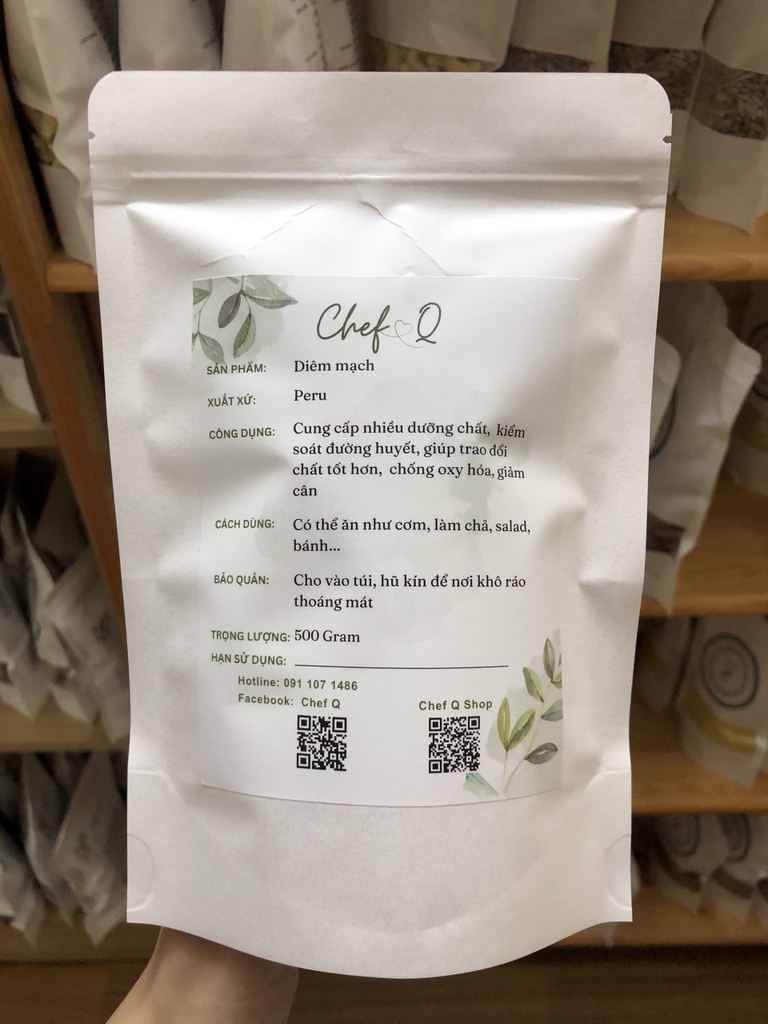 Chef Q
SẢN PHẨM: Diêm mạch
XUẤT XỨ: Peru
CÔNG DỤNG: Cung cấp nhiều dưỡng chất, kiểm
soát đường huyết, giúp trao đổi
chất tốt hơn, chống oxy hóa, giảm
cân
CÁCH DÙNG: Có thể ăn như cơm, làm chả, salad,
bánh...
BẢO QUẢN: Cho vào túi, hũ kín để nơi khô ráo
thoáng mát
TRỌNG LƯỢNG: 500 Gram
HẠN SỬ DỤNG:
Hotline: 091 107 1486
Facebook: Chef Q
Chef Q Shop